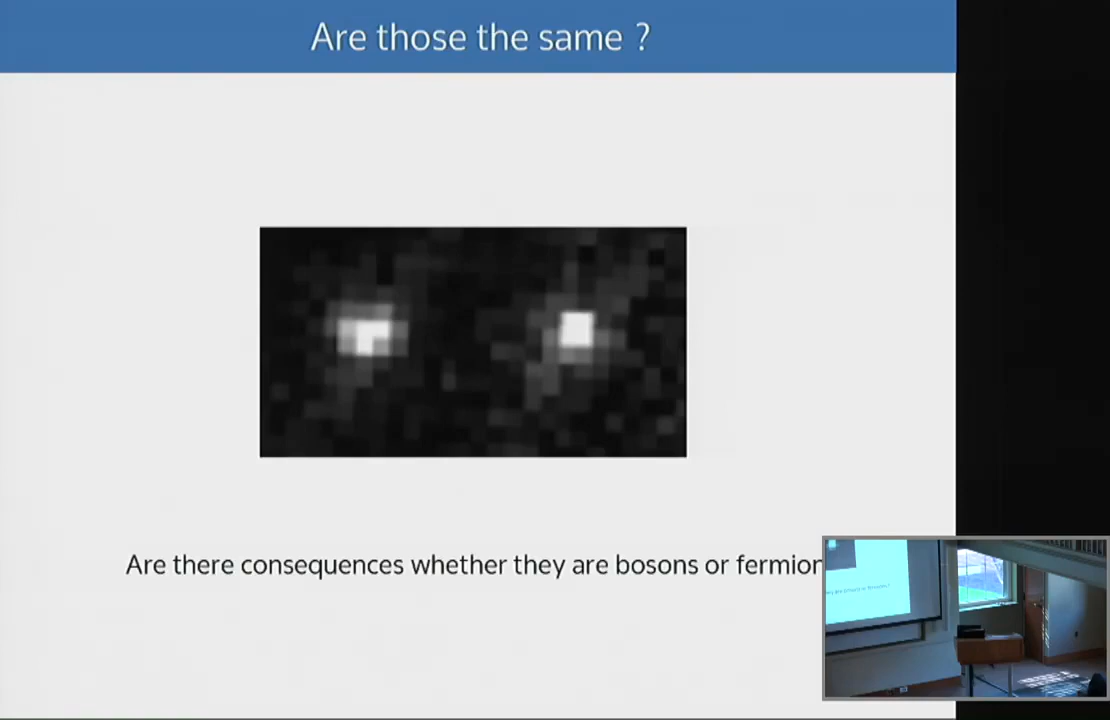 Are those the same ?
Are there consequences whether they are bosons or fermion